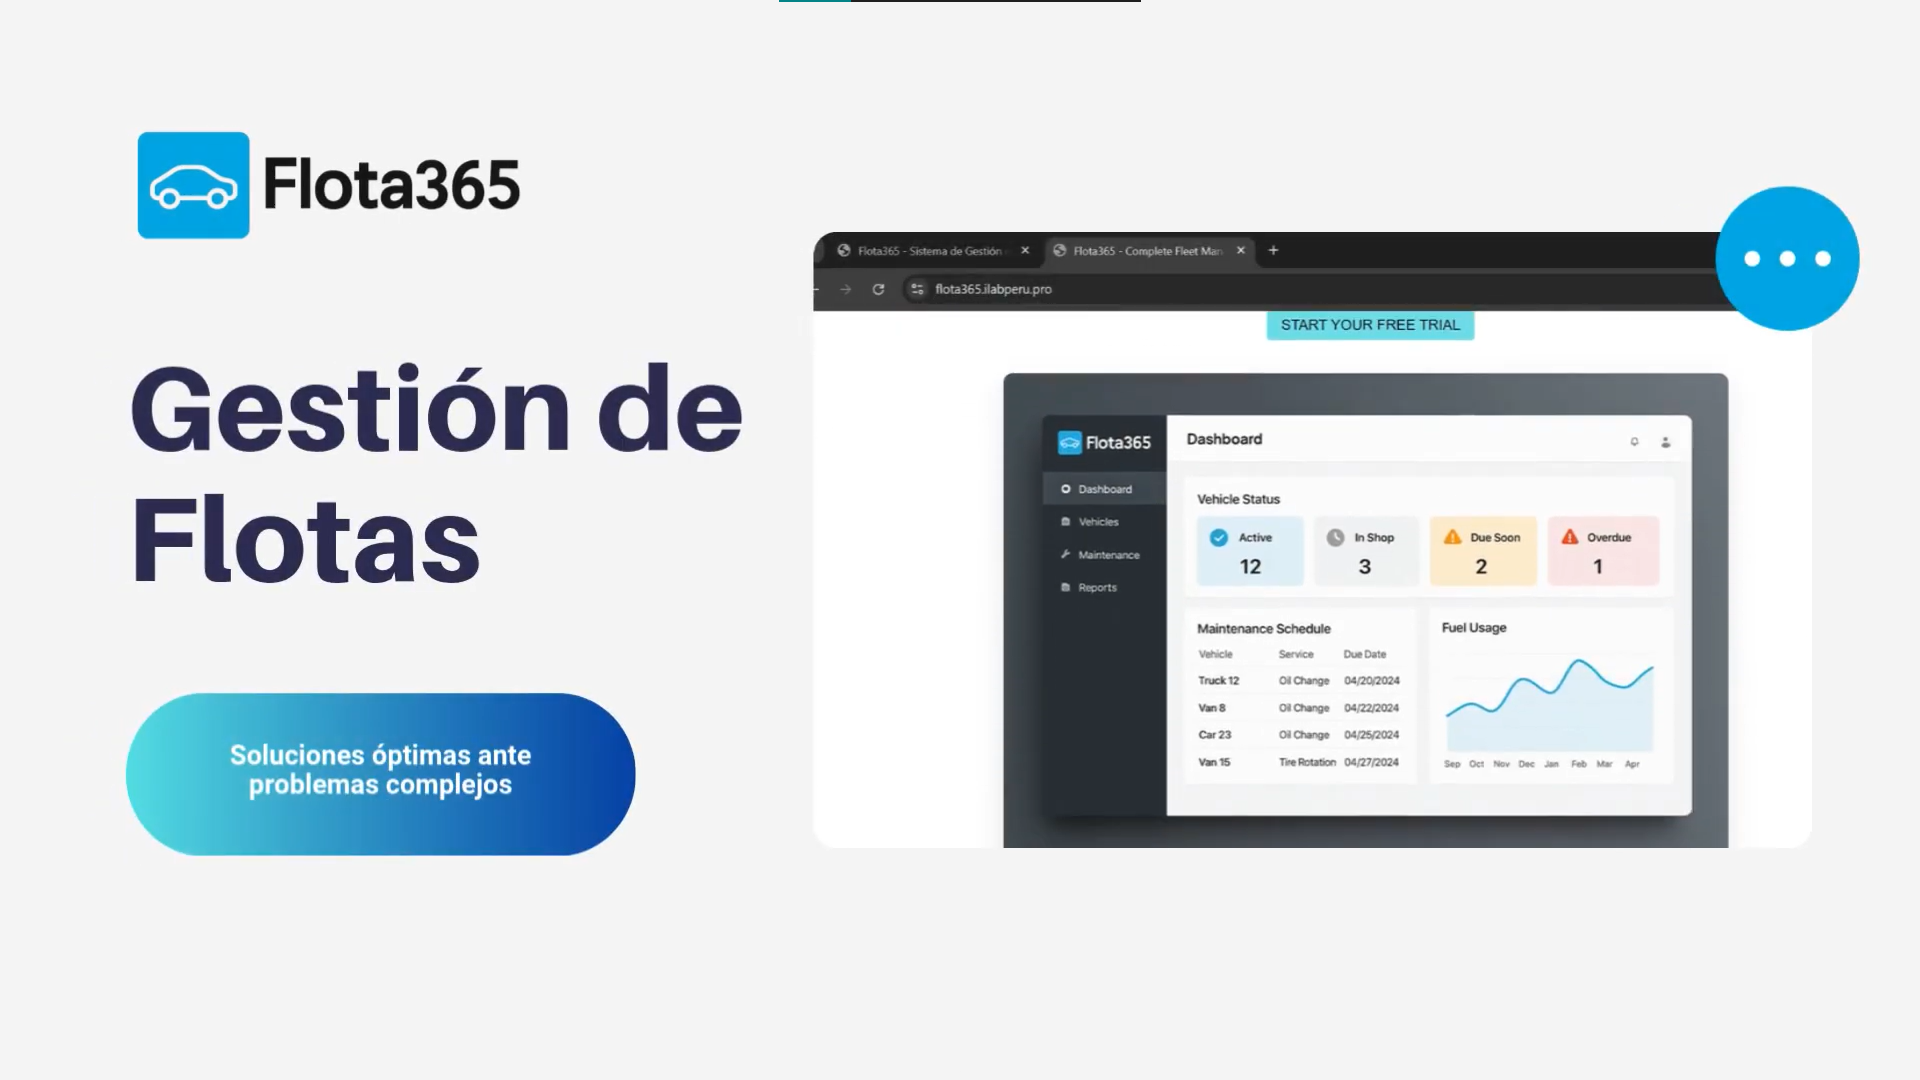 Flota365
Gestión de
Flotas
Soluciones óptimas ante
problemas complejos
Flota365 - Sistema de Gestión
Flota365 - Complete Fleet Man
flota365.ilabperu.pro
START YOUR FREE TRIAL
Flota365
Dashboard
Vehicles
Maintenance
Reports
Dashboard
Vehicle Status
Active
12
In Shop
3
Due Soon
2
Overdue
1
Maintenance Schedule
Vehicle Service Due Date
Truck 12 Oil Change 04/20/2024
Van 8 Oil Change 04/22/2024
Car 23 Oil Change 04/25/2024
Van 15 Tire Rotation 04/27/2024
Fuel Usage
Sep Oct Nov Dec Jan Feb Mar Apr